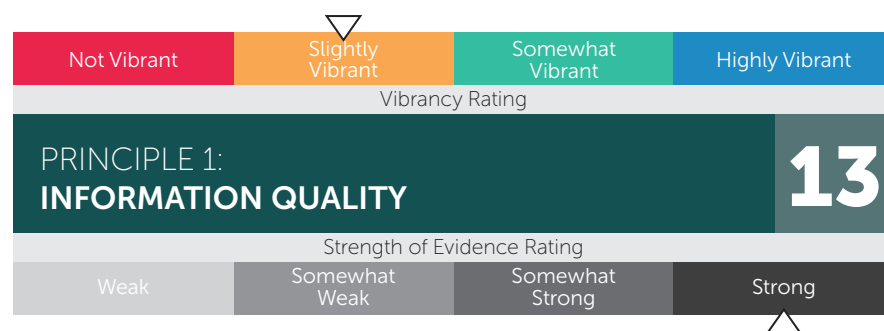 Not Vibrant
Slightly
Vibrant
Somewhat
Vibrant
Highly Vibrant
Vibrancy Rating
PRINCIPLE 1:
INFORMATION QUALITY
13
Strength of Evidence Rating
Weak
Somewhat
Weak
Somewhat
Strong
Strong